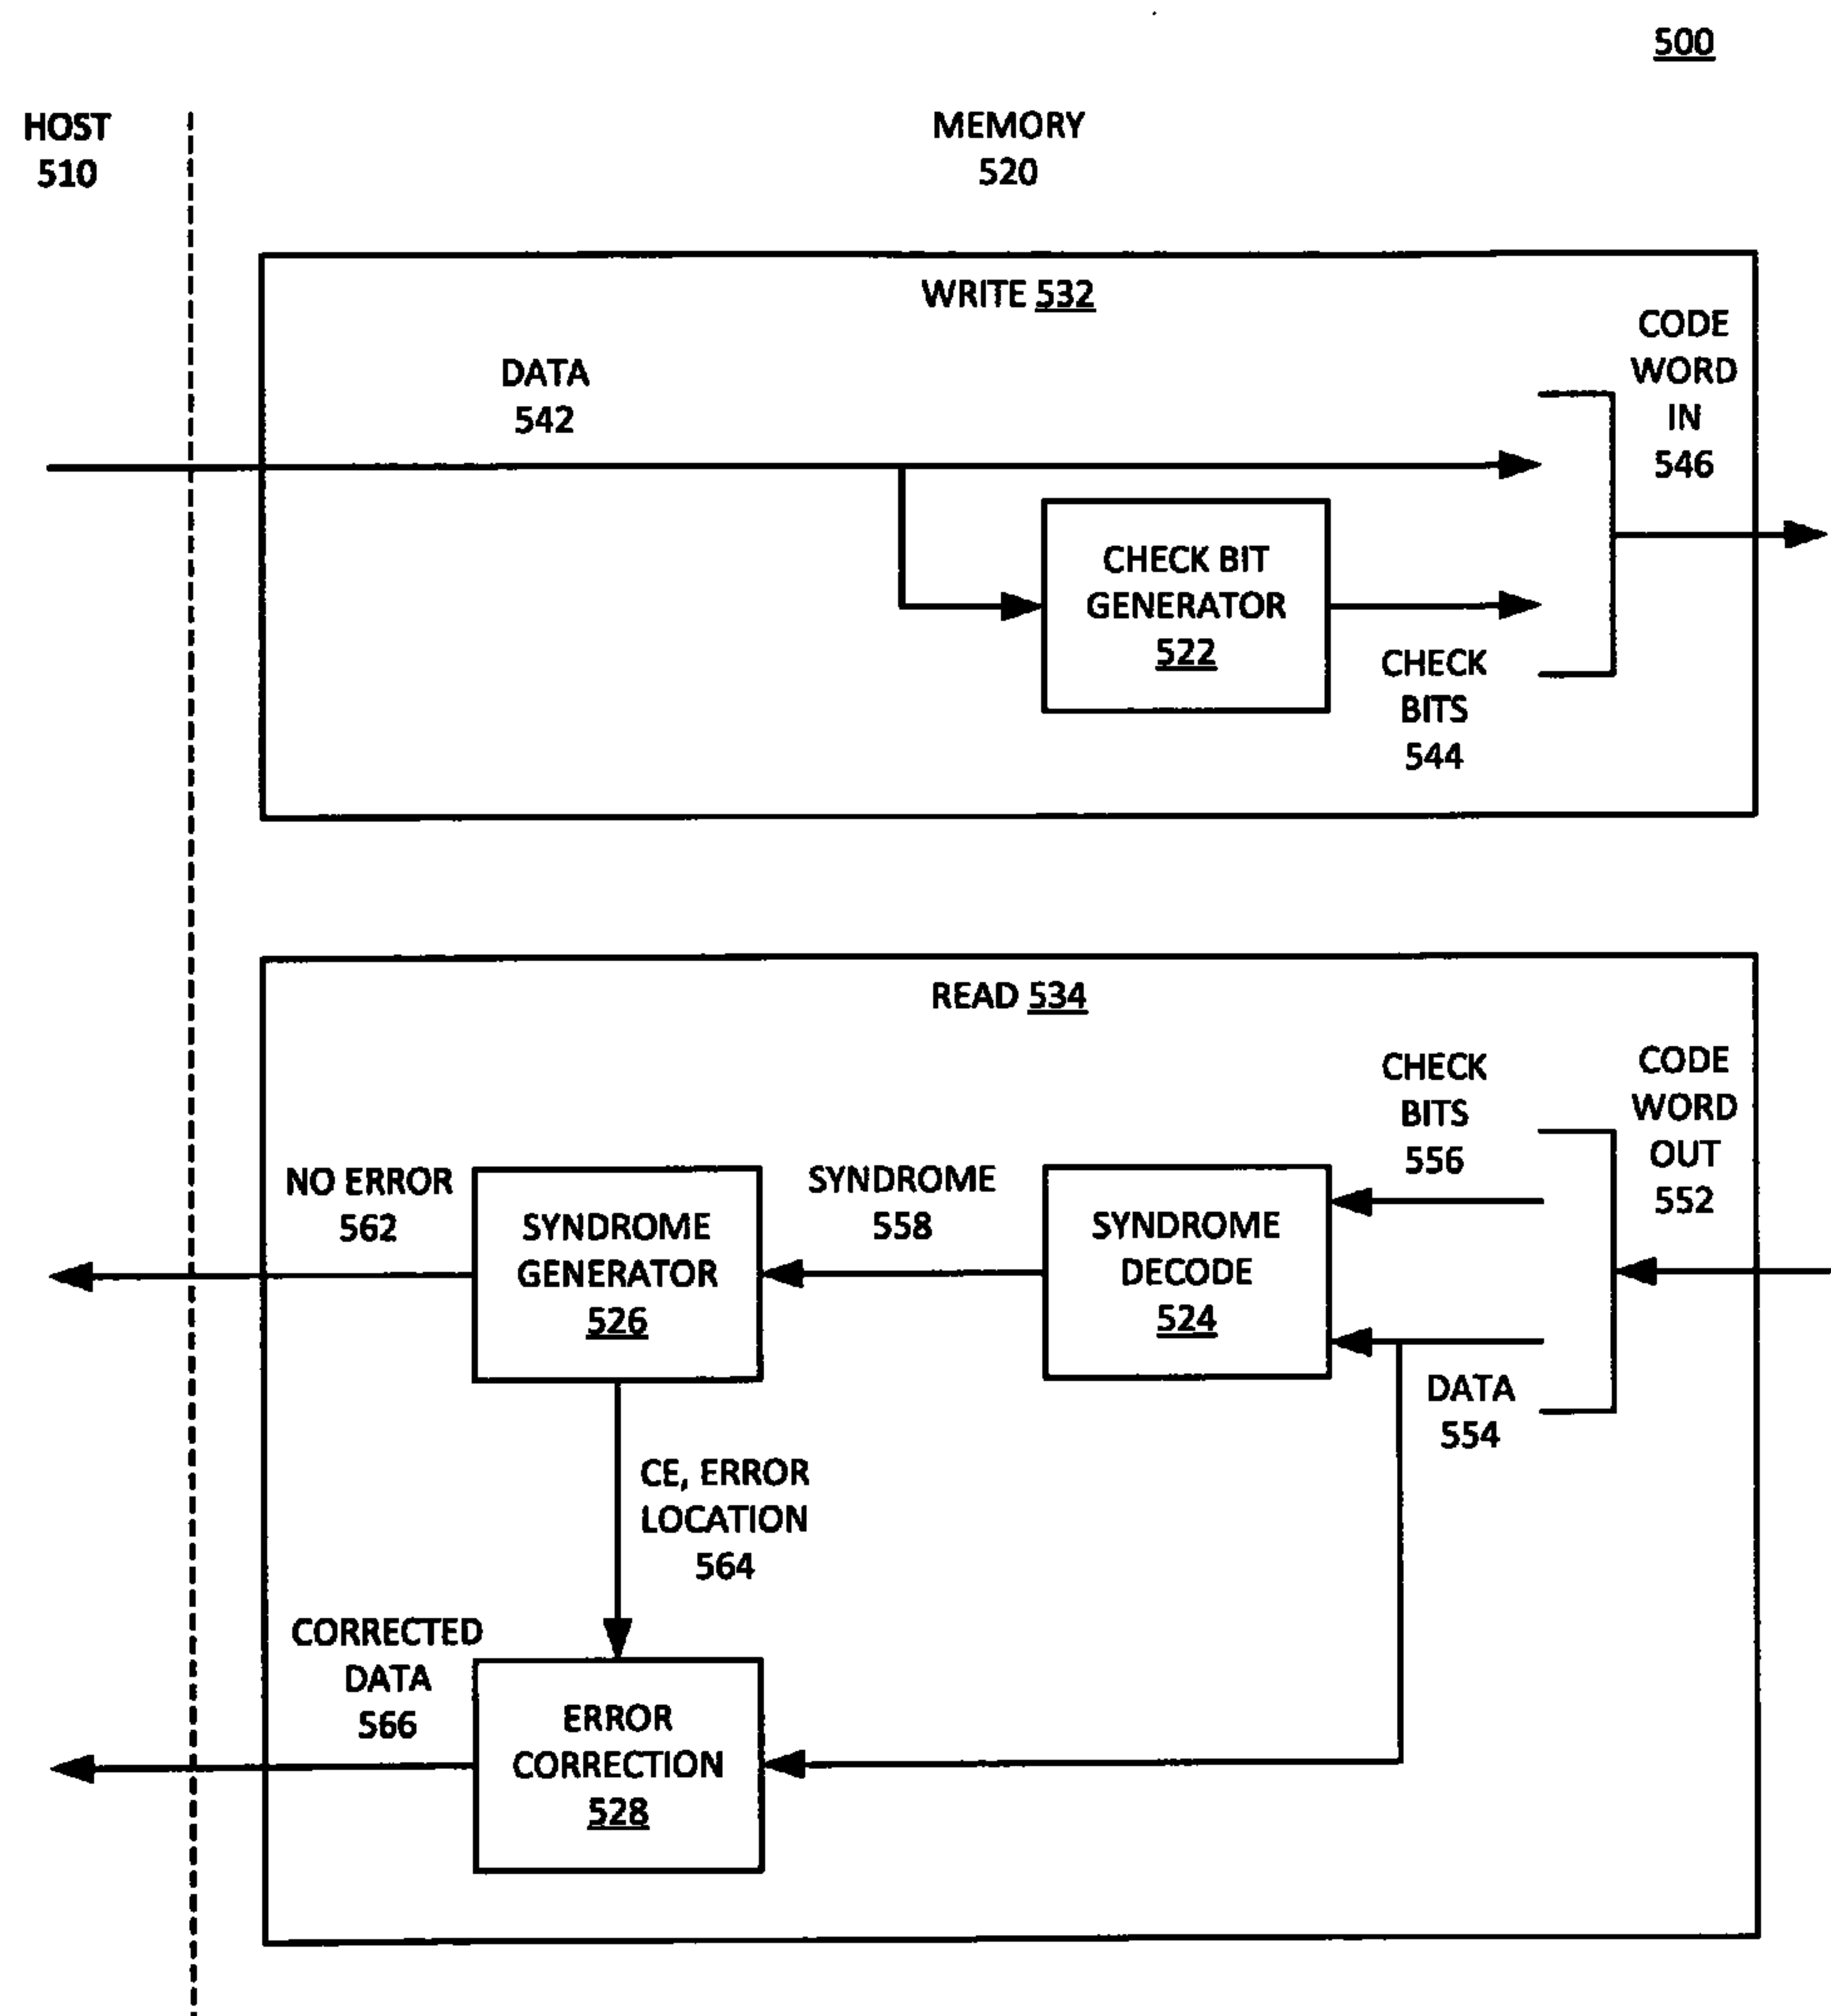 500
HOST
510
MEMORY
520
WRITE 532
DATA
542
CODE
WORD
IN
546
CHECK BIT
GENERATOR
522
CHECK
BITS
544
READ 534
CHECK
BITS
556
CODE
WORD
OUT
552
NO ERROR
562
SYNDROME
GENERATOR
526
SYNDROME
558
SYNDROME
DECODE
524
DATA
554
CE, ERROR
LOCATION
564
CORRECTED
DATA
566
ERROR
CORRECTION
528